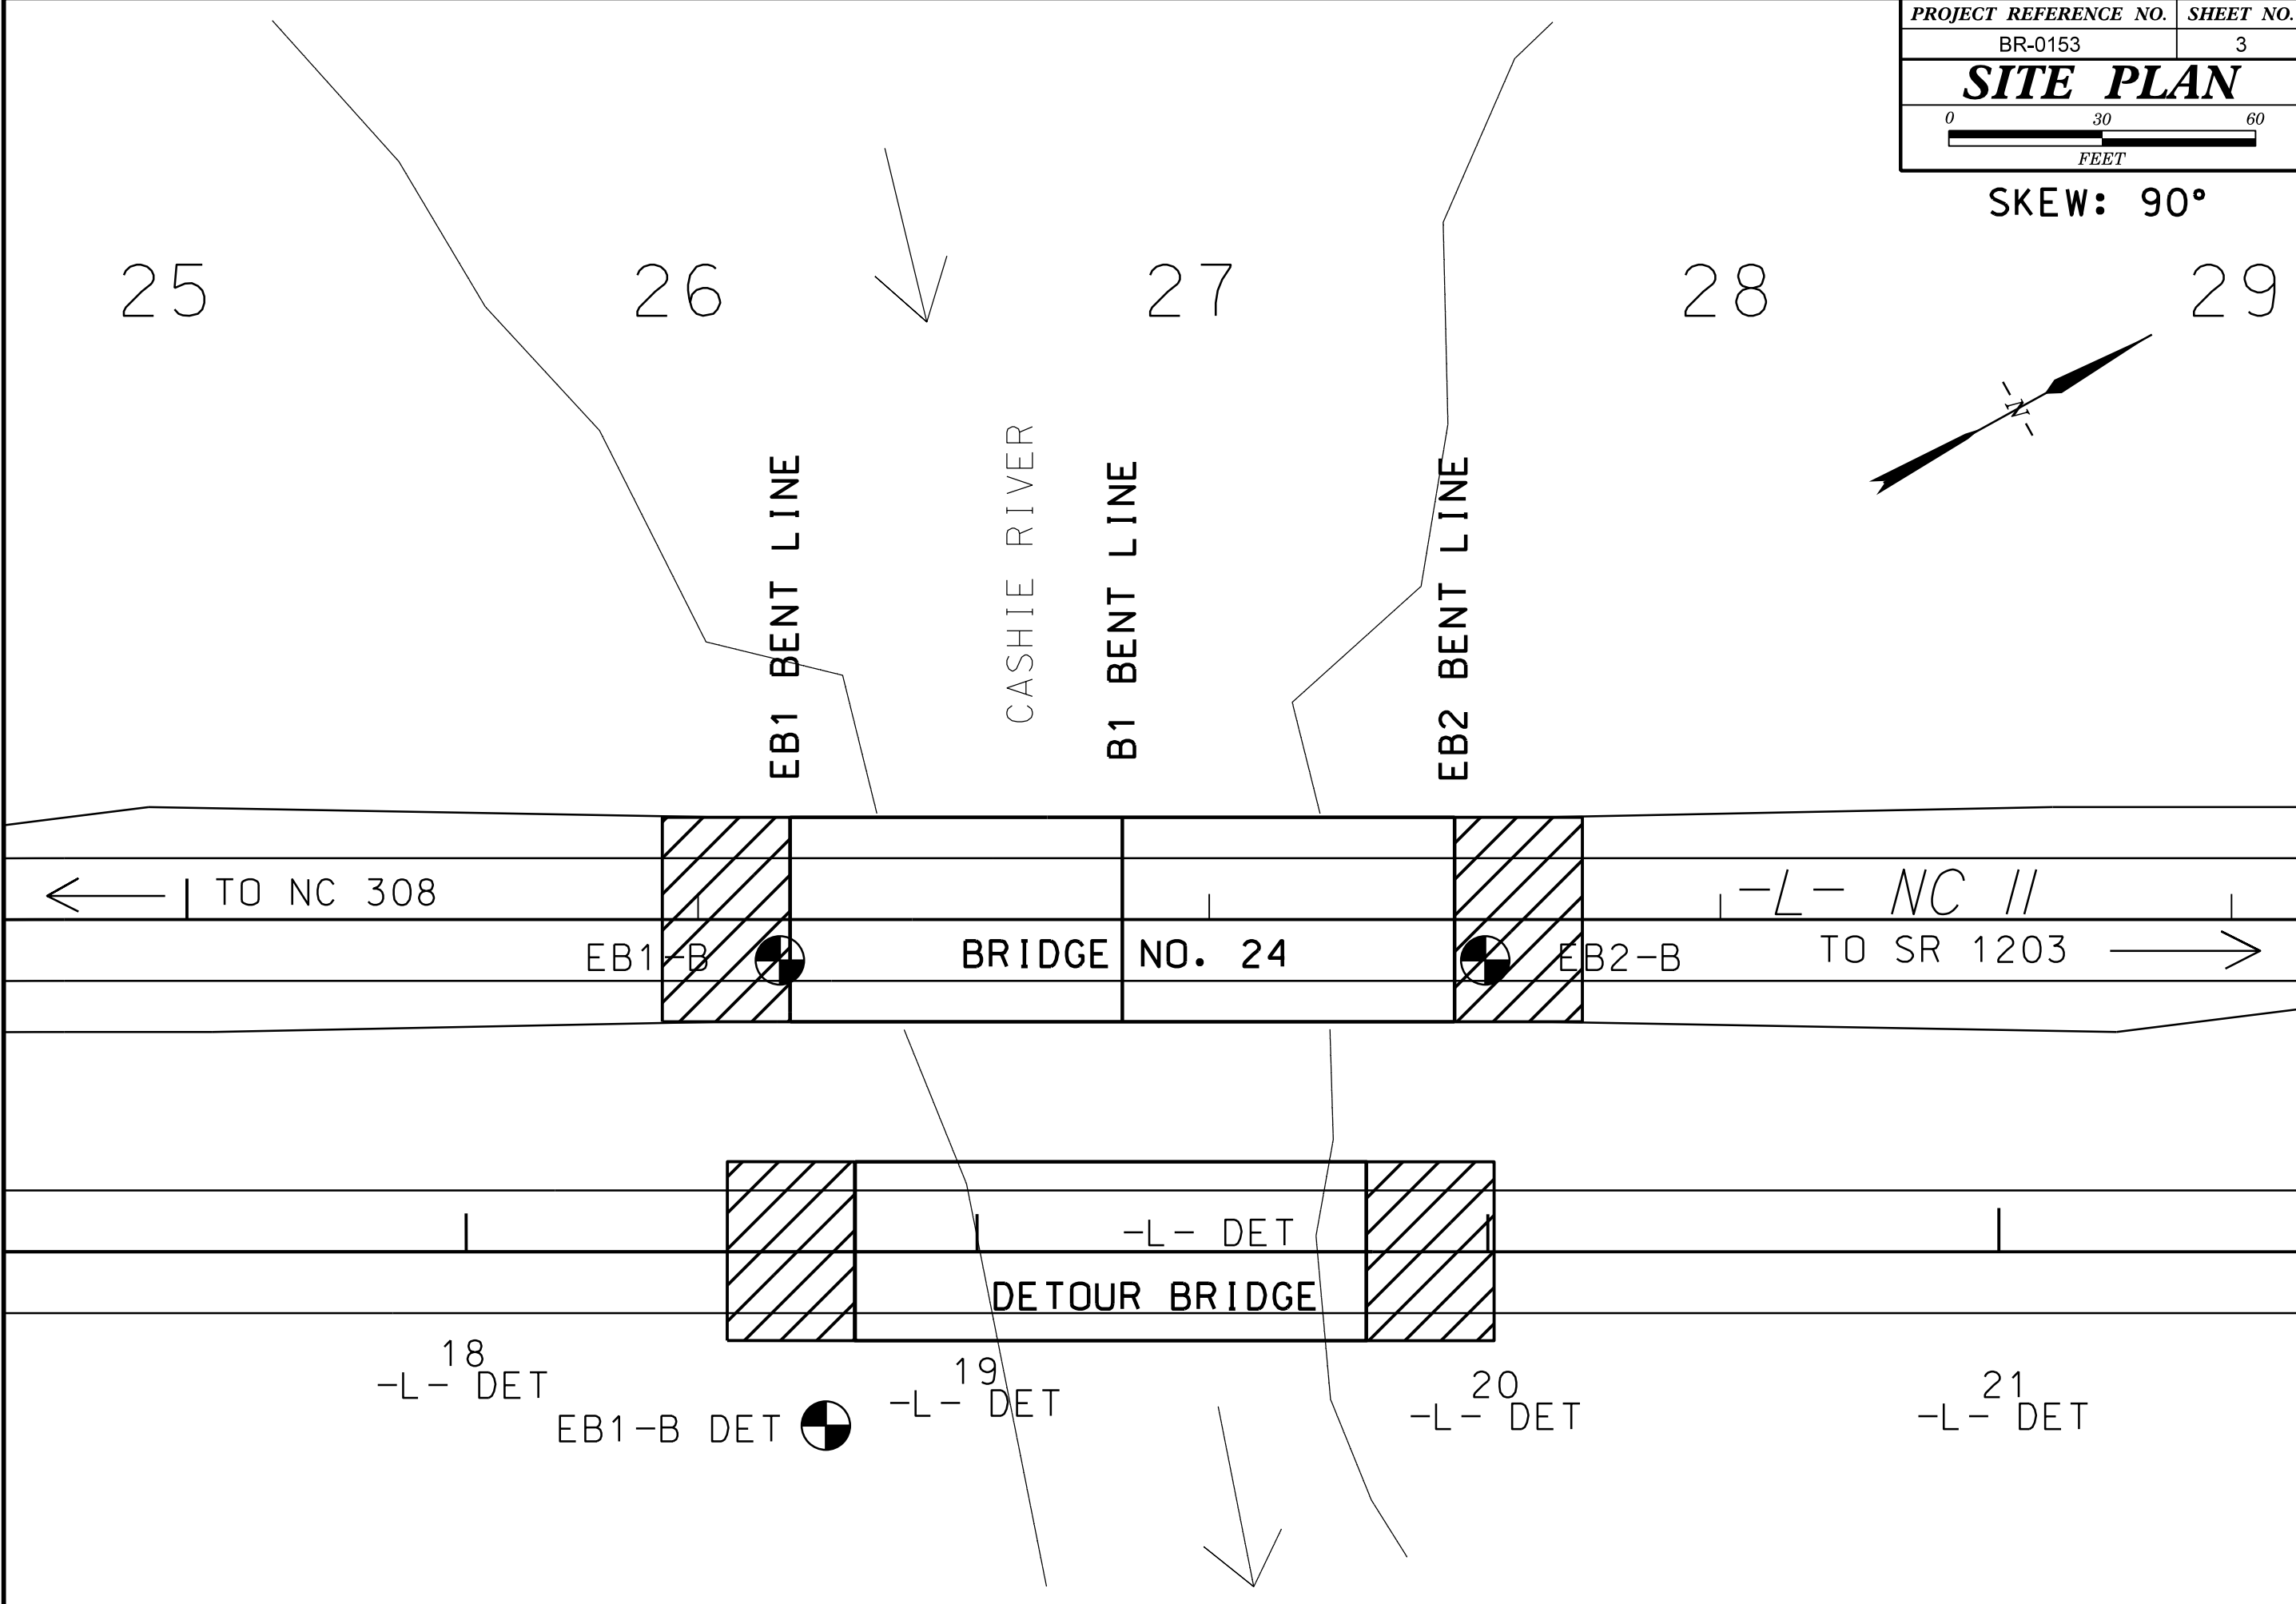 PROJECT REFERENCE NO. SHEET NO.
BR-0153 3
SITE PLAN
0 30 60
FEET
SKEW: 90°
25 26 27 28 29
-N-
EB1 BENT LINE
CASHIE RIVER
B1 BENT LINE
EB2 BENT LINE
TO NC 308
-L- NC 11
EB1-B
BRIDGE NO. 24
EB2-B
TO SR 1203
-L- DET
DETOUR BRIDGE
18
-L- DET
19
-L- DET
20
-L- DET
21
-L- DET
EB1-B DET